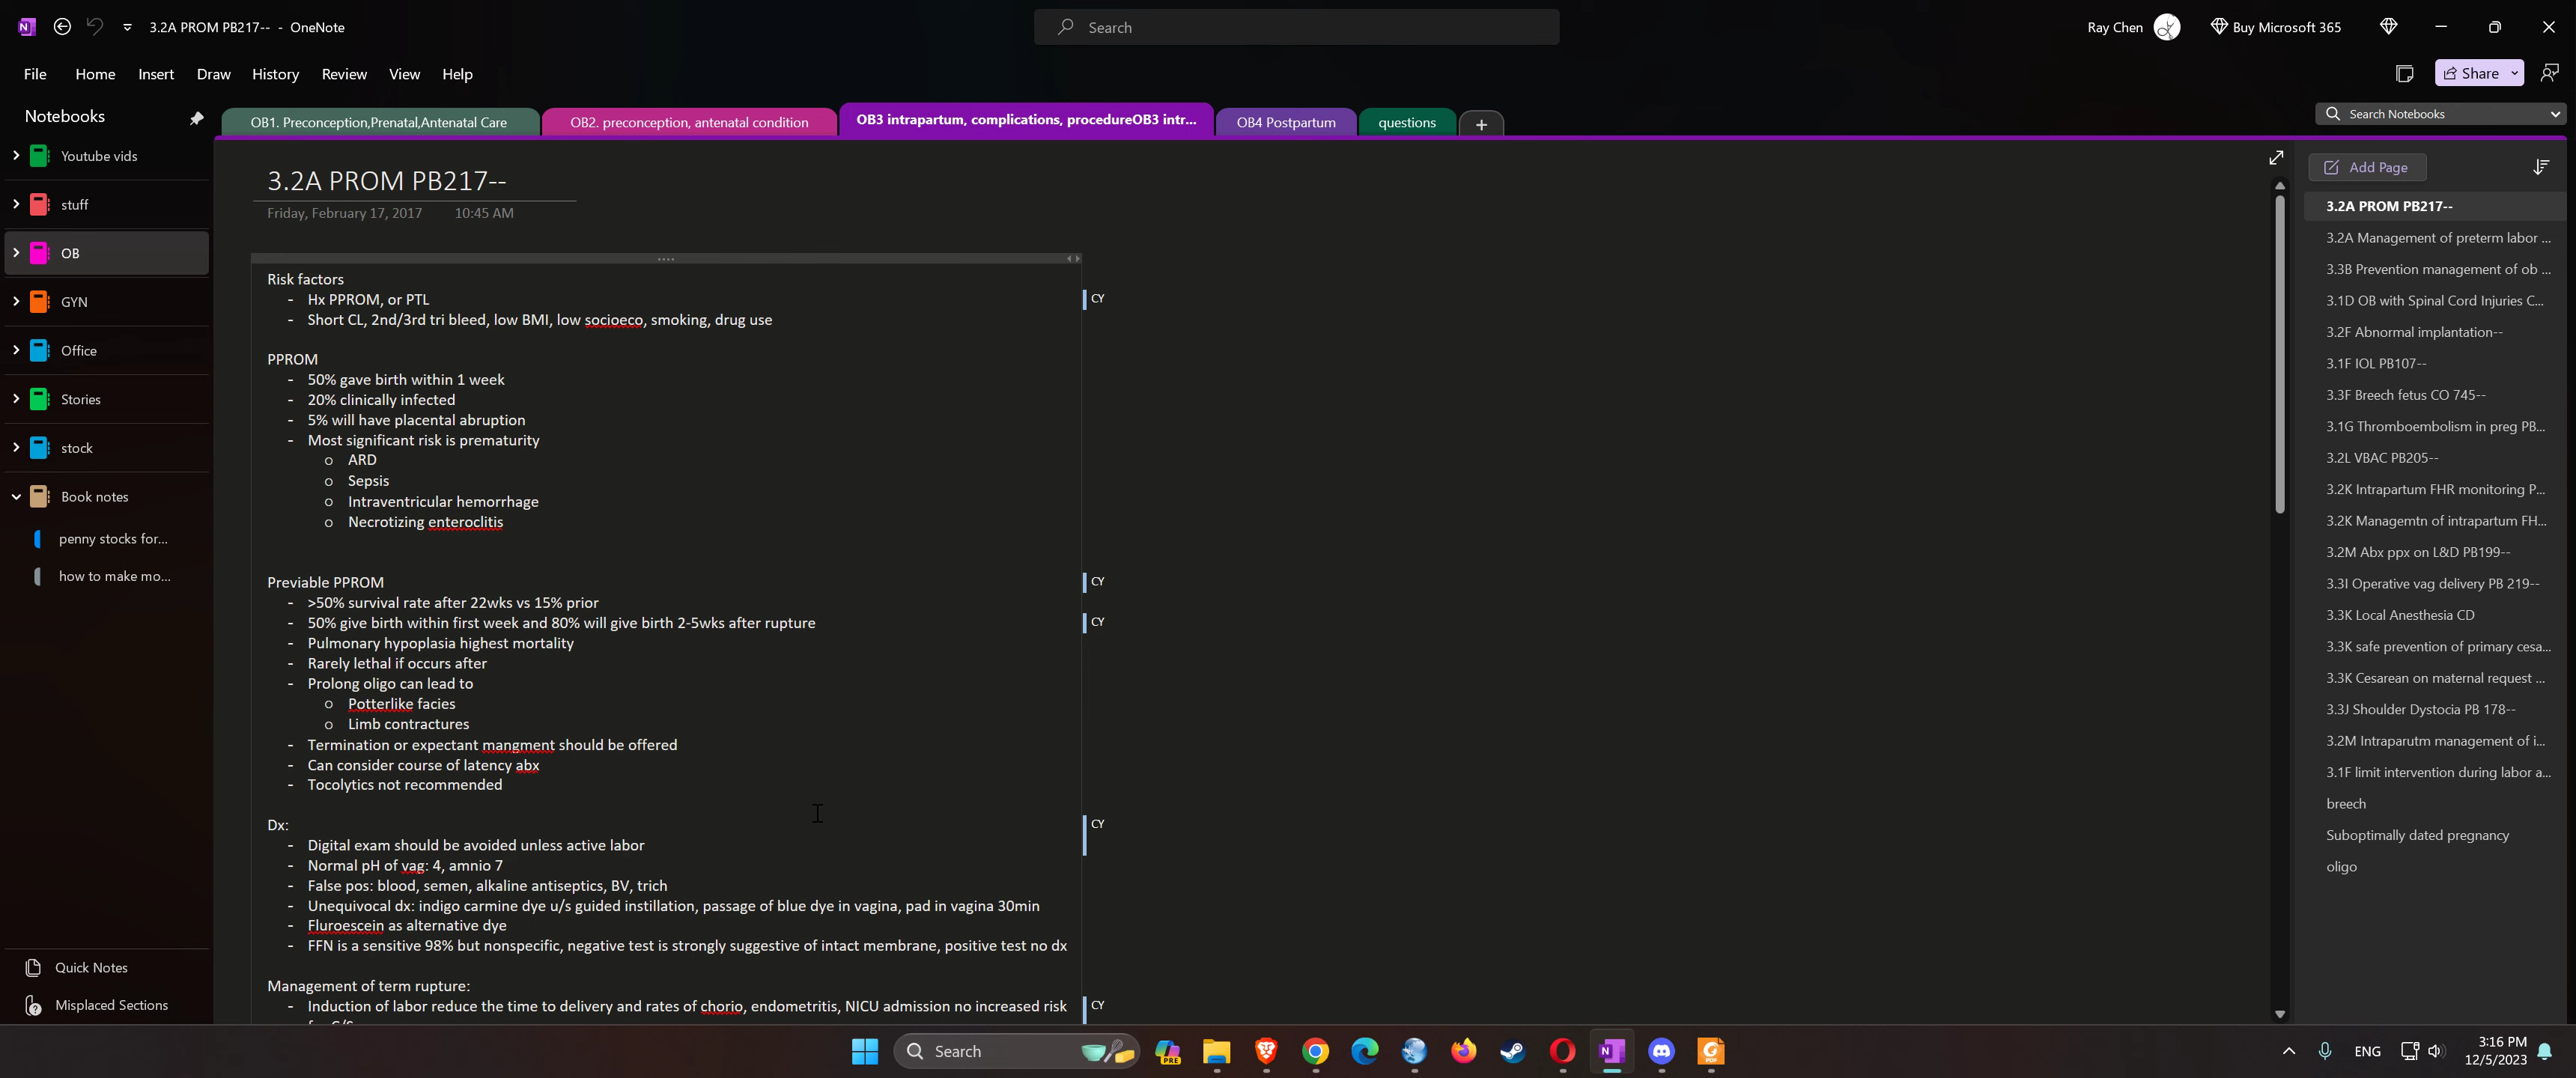 3.2A PROM PB217-- - OneNote
Search
Ray Chen
Buy Microsoft 365
File Home Insert Draw History Review View Help
Share
Notebooks
OB1. Preconception,Prenatal,Antenatal Care
OB2. preconception, antenatal condition
OB3 intrapartum, complications, procedureOB3 intr...
OB4 Postpartum
questions
+
Search Notebooks
Youtube vids
stuff
OB
GYN
Office
Stories
stock
Book notes
penny stocks for...
how to make mo...
Quick Notes
Misplaced Sections
3.2A PROM PB217--
Friday, February 17, 2017 10:45 AM
Risk factors
- Hx PPROM, or PTL
CY
- Short CL, 2nd/3rd tri bleed, low BMI, low socioeco, smoking, drug use
PPROM
- 50% gave birth within 1 week
- 20% clinically infected
- 5% will have placental abruption
- Most significant risk is prematurity
o ARD
o Sepsis
o Intraventricular hemorrhage
o Necrotizing enteroclitis
Previable PPROM
CY
- >50% survival rate after 22wks vs 15% prior
- 50% give birth within first week and 80% will give birth 2-5wks after rupture
CY
- Pulmonary hypoplasia highest mortality
- Rarely lethal if occurs after
- Prolong oligo can lead to
o Potterlike facies
o Limb contractures
- Termination or expectant mangment should be offered
- Can consider course of latency abx
- Tocolytics not recommended
Dx:
CY
- Digital exam should be avoided unless active labor
- Normal pH of vag: 4, amnio 7
- False pos: blood, semen, alkaline antiseptics, BV, trich
- Unequivocal dx: indigo carmine dye u/s guided instillation, passage of blue dye in vagina, pad in vagina 30min
- Fluroescein as alternative dye
- FFN is a sensitive 98% but nonspecific, negative test is strongly suggestive of intact membrane, positive test no dx
Management of term rupture:
- Induction of labor reduce the time to delivery and rates of chorio, endometritis, NICU admission no increased risk
CY
Add Page
3.2A PROM PB217--
3.2A Management of preterm labor ...
3.3B Prevention management of ob ...
3.1D OB with Spinal Cord Injuries C...
3.2F Abnormal implantation--
3.1F IOL PB107--
3.3F Breech fetus CO 745--
3.1G Thromboembolism in preg PB...
3.2L VBAC PB205--
3.2K Intrapartum FHR monitoring P...
3.2K Managemtn of intrapartum FH...
3.2M Abx ppx on L&D PB199--
3.3I Operative vag delivery PB 219--
3.3K Local Anesthesia CD
3.3K safe prevention of primary cesa...
3.3K Cesarean on maternal request ...
3.3J Shoulder Dystocia PB 178--
3.2M Intraparutm management of i...
3.1F limit intervention during labor a...
breech
Suboptimally dated pregnancy
oligo
Search
PRE
ENG
3:16 PM
12/5/2023